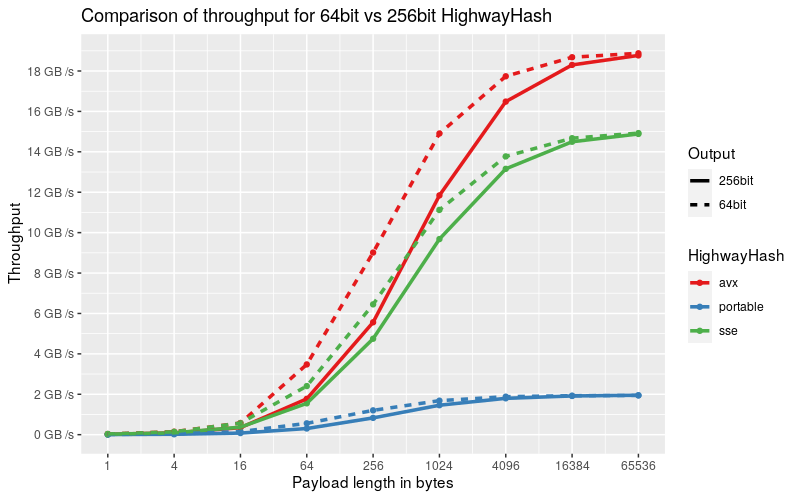 Comparison of throughput for 64bit vs 256bit HighwayHash
Throughput
18 GB /s
16 GB /s
14 GB /s
12 GB /s
10 GB /s
8 GB /s
6 GB /s
4 GB /s
2 GB /s
0 GB /s
1 4 16 64 256 1024 4096 16384 65536
Payload length in bytes
Output
256bit
64bit
HighwayHash
avx
portable
sse